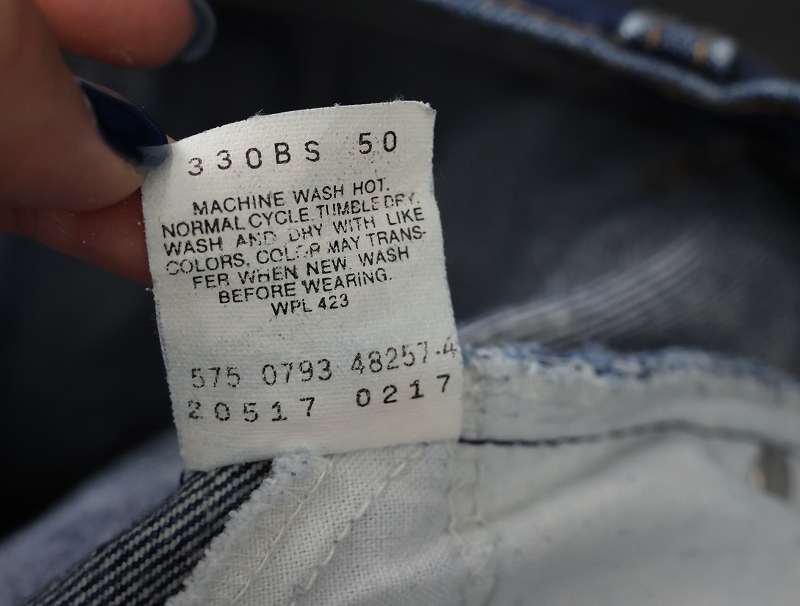 330BS 50
MACHINE WASH HOT.
NORMAL CYCLE. TUMBLE DRY.
WASH AND DRY WITH LIKE
COLORS. COLOR MAY TRANS-
FER WHEN NEW. WASH
BEFORE WEARING.
WPL 423
575 0793 48257-4
20517 0217